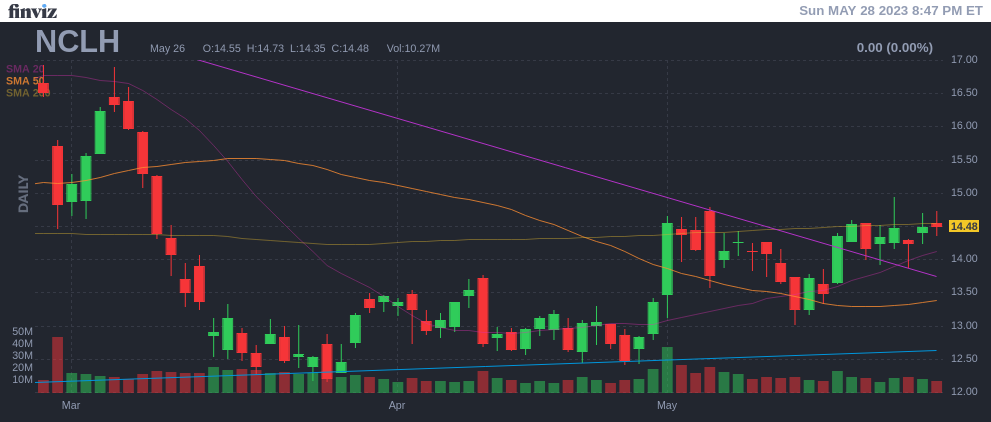 finviz
Sun MAY 28 2023 8:47 PM ET
NCLH
May 26 O:14.55 H:14.73 L:14.35 C:14.48 Vol:10.27M
0.00 (0.00%)
SMA 20
SMA 50
SMA 200
DAILY
17.00
16.50
16.00
15.50
15.00
14.48
14.00
13.50
13.00
12.50
12.00
50M
40M
30M
20M
10M
Mar
Apr
May